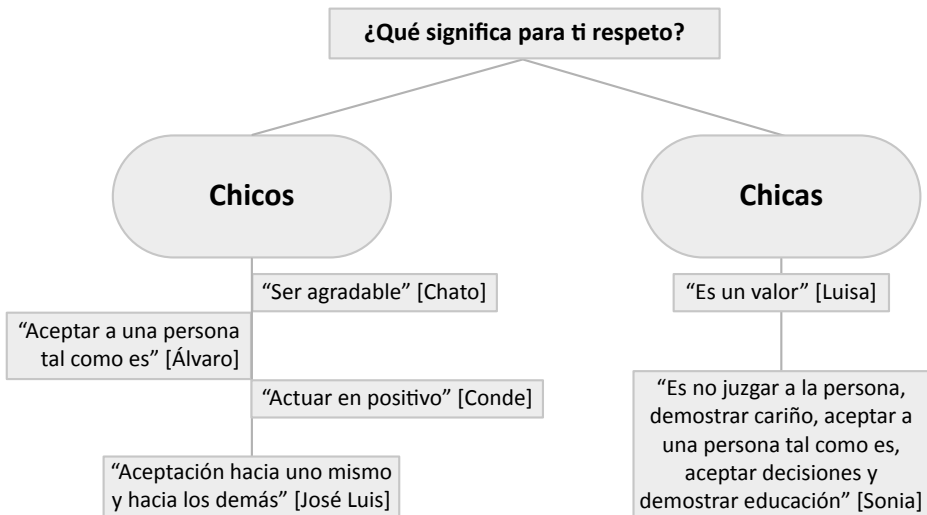 ¿Qué significa para ti respeto?
Chicos
“Ser agradable” [Chato]
“Aceptar a una persona
tal como es” [Álvaro]
“Actuar en positivo” [Conde]
“Aceptación hacia uno mismo
y hacia los demás” [José Luis]
Chicas
“Es un valor” [Luisa]
“Es no juzgar a la persona,
demostrar cariño, aceptar a
una persona tal como es,
aceptar decisiones y
demostrar educación” [Sonia]